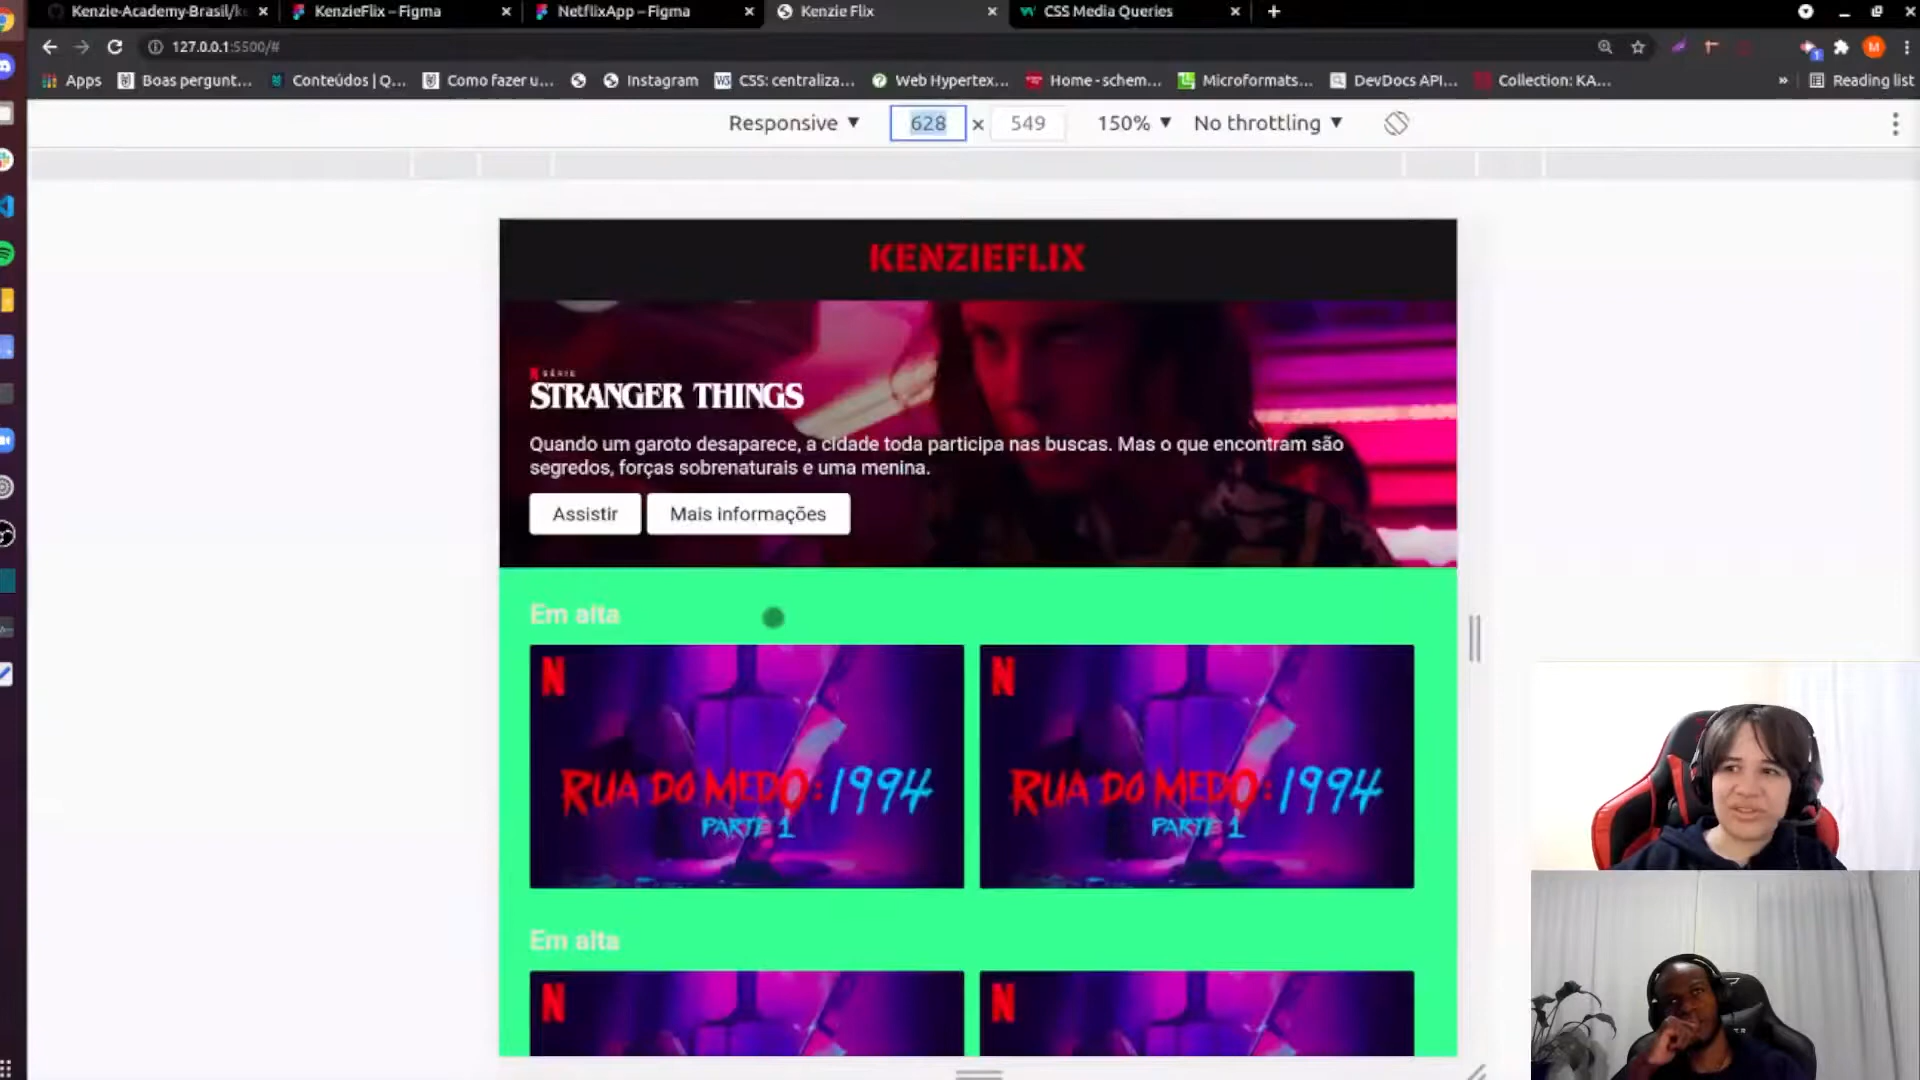 Kenzie-Academy-Brasil/ke
KenzieFlix – Figma
NetflixApp – Figma
Kenzie Flix
CSS Media Queries
127.0.0.1:5500/#
M
Apps
Boas pergunt...
Conteúdos | Q...
Como fazer u...
Instagram
CSS: centraliza...
Web Hypertex...
Home - schem...
Microformats...
DevDocs API...
Collection: KA...
»
Reading list
Responsive
628 × 549
150%
No throttling
KENZIEFLIX
N SÉRIE
STRANGER THINGS
Quando um garoto desaparece, a cidade toda participa nas buscas. Mas o que encontram são
segredos, forças sobrenaturais e uma menina.
Assistir
Mais informações
Em alta
N
RUA DO MEDO: 1994
PARTE 1
N
RUA DO MEDO: 1994
PARTE 1
Em alta
N
N